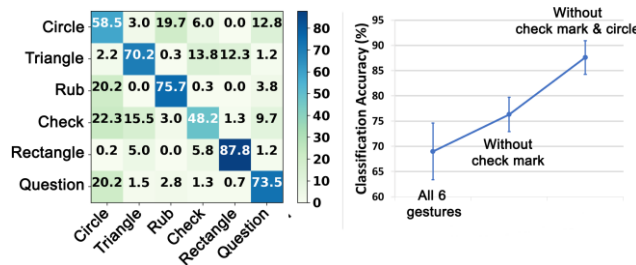 Circle 58.5 3.0 19.7 6.0 0.0 12.8
Triangle 2.2 70.2 0.3 13.8 12.3 1.2
Rub 20.2 0.0 75.7 0.3 0.0 3.8
Check 22.3 15.5 3.0 48.2 1.3 9.7
Rectangle 0.2 5.0 0.0 5.8 87.8 1.2
Question 20.2 1.5 2.8 1.3 0.7 73.5
Circle Triangle Rub Check Rectangle Question
80
70
60
50
40
30
20
10
0
Classification Accuracy (%)
95
90
85
80
75
70
65
60
Without
check mark & circle
Without
check mark
All 6
gestures